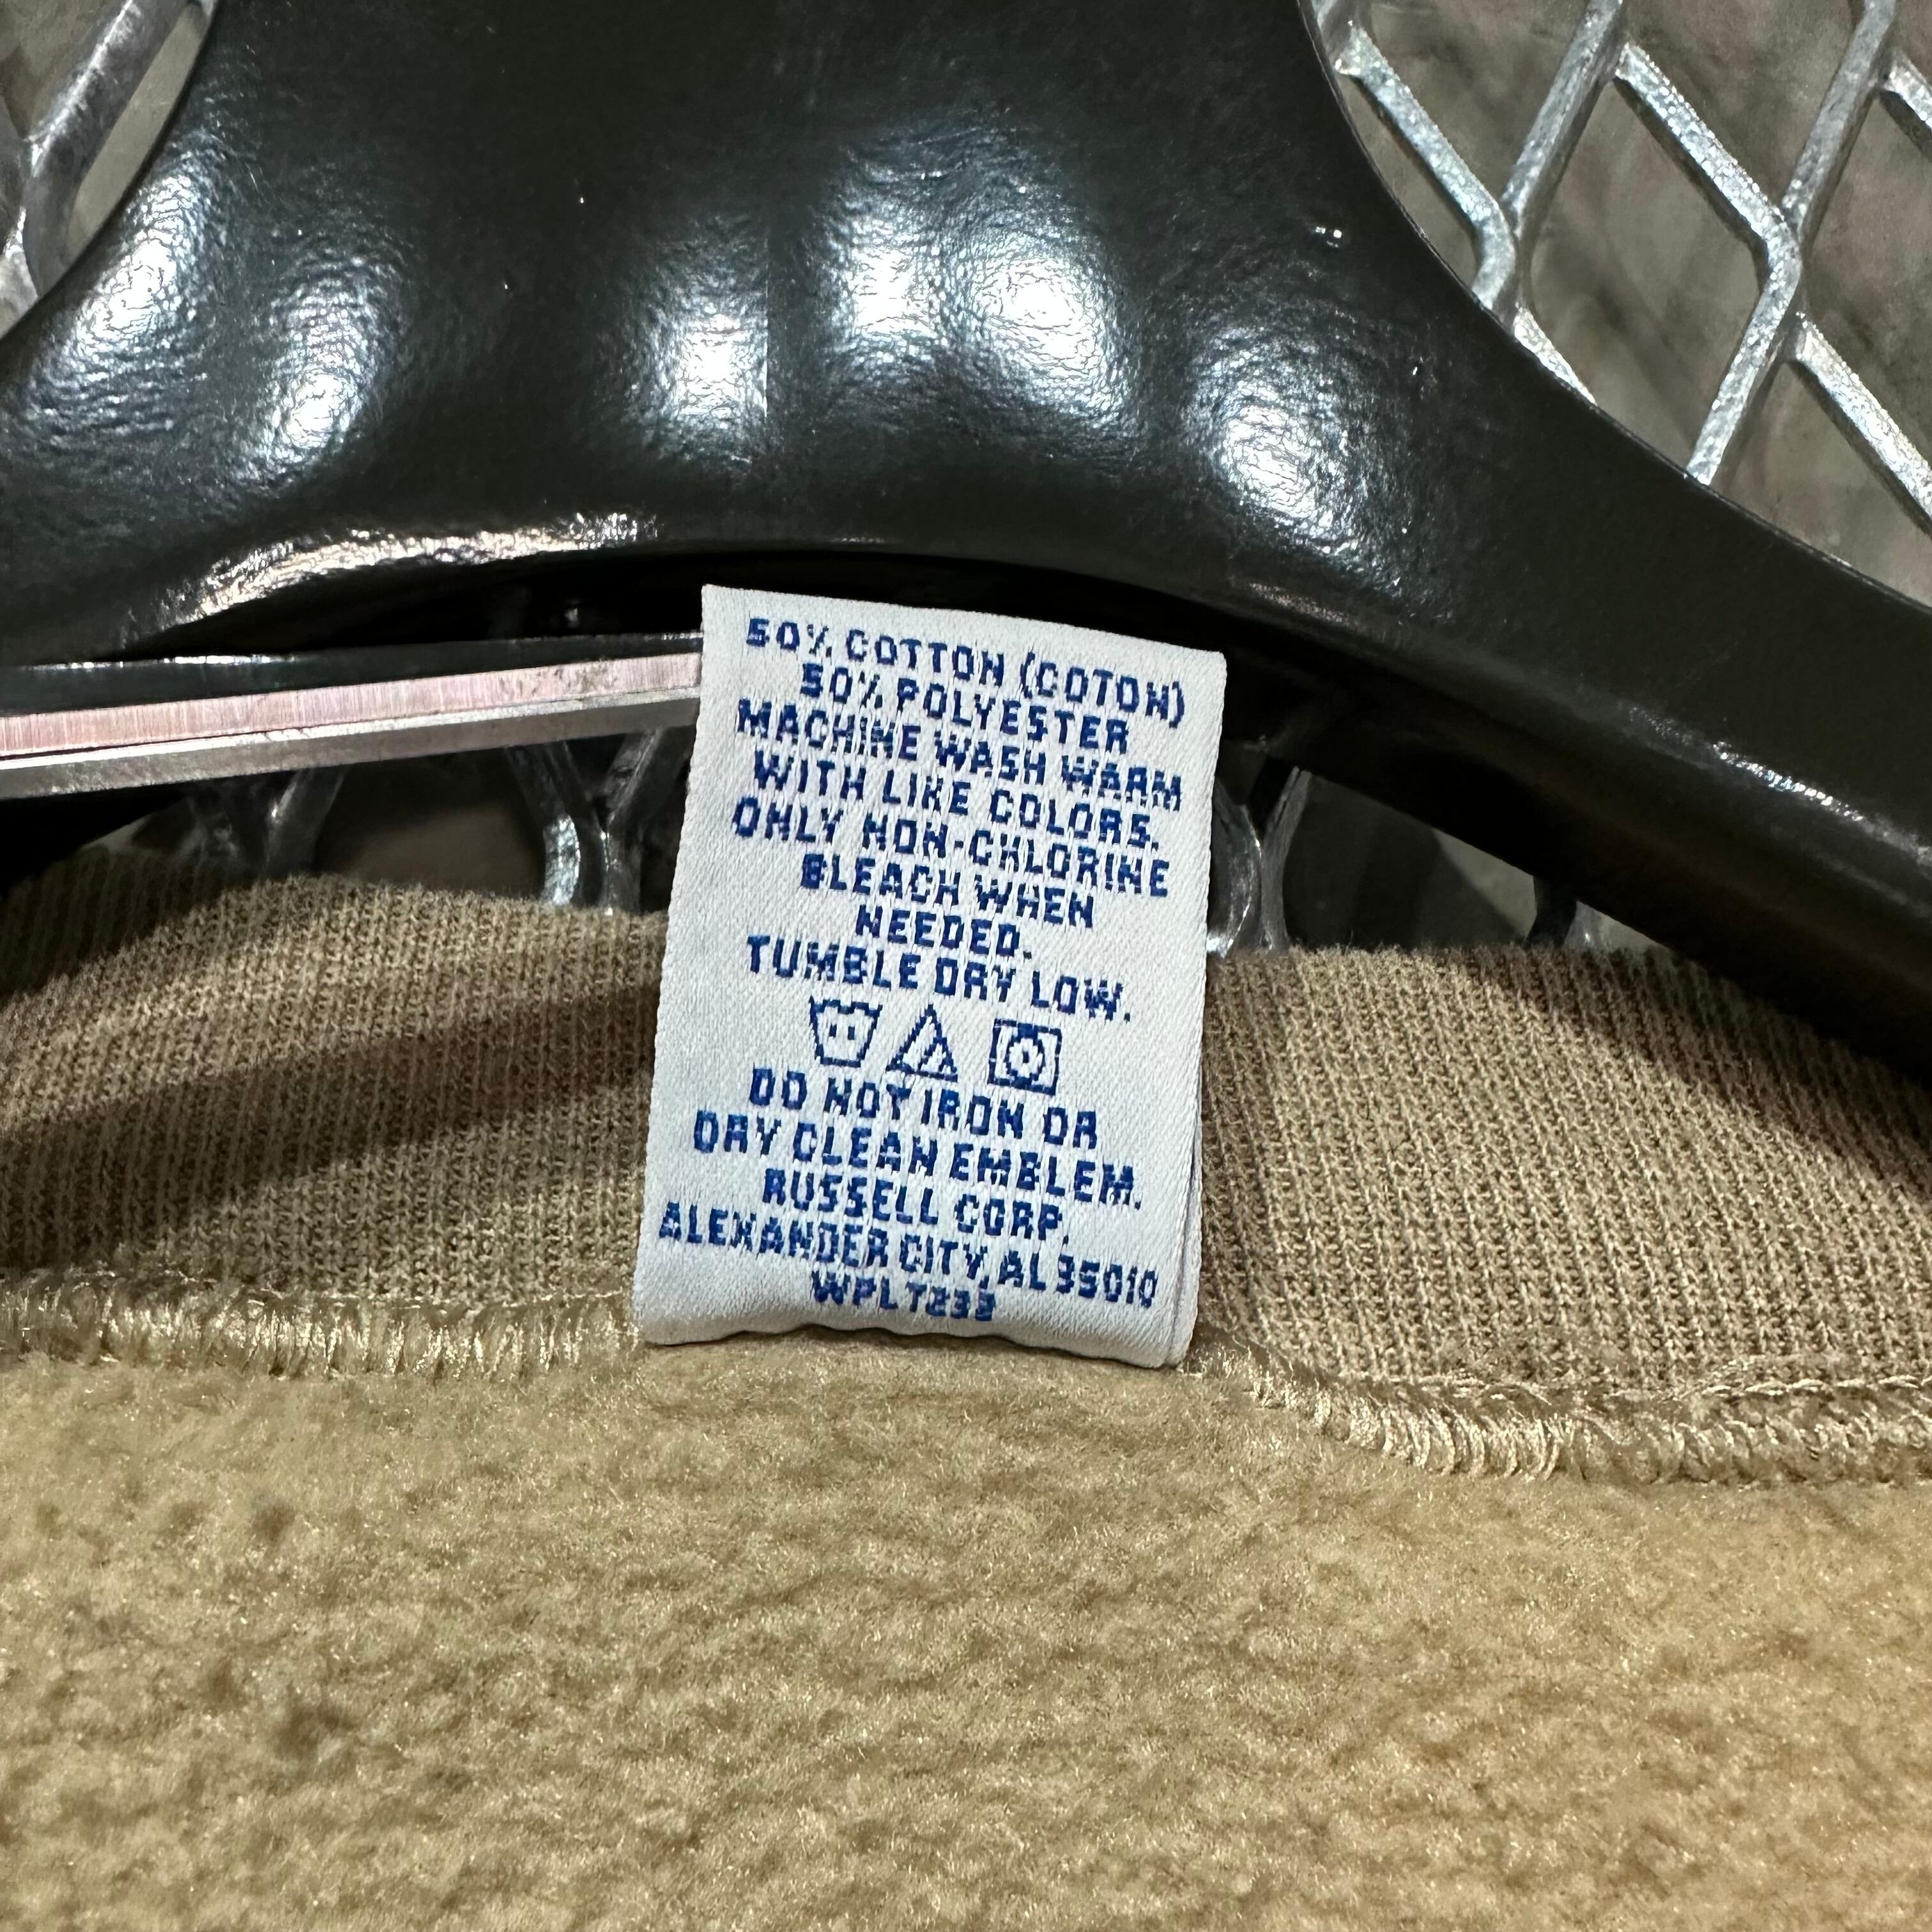 50% COTTON (COTON)
50% POLYESTER
MACHINE WASH WARM
WITH LIKE COLORS.
ONLY NON-CHLORINE
BLEACH WHEN
NEEDED.
TUMBLE DRY LOW.
DO NOT IRON OR
DRY CLEAN EMBLEM.
RUSSELL CORP.
ALEXANDER CITY, AL 35010
WPL 7233